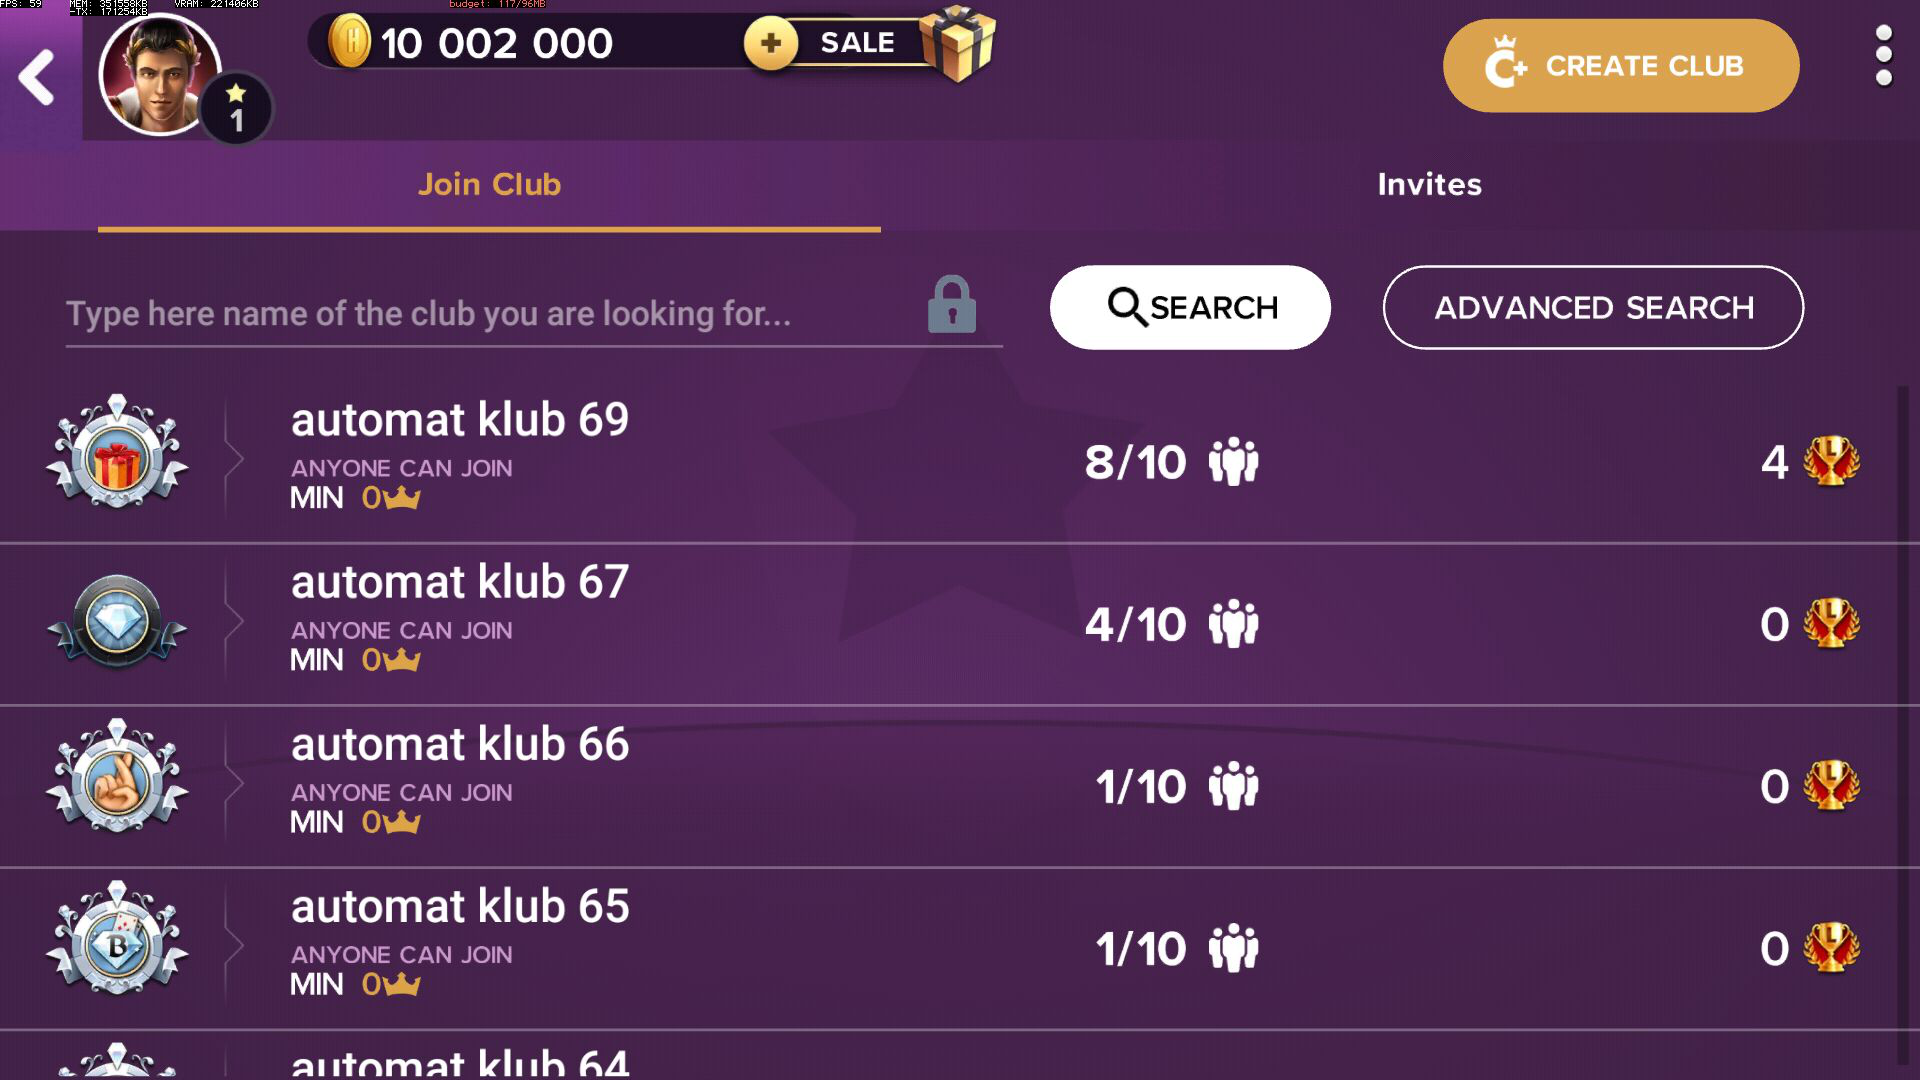 FPS: 59 MEM: 351558KB VRAM: 221406KB budget: 117/96MB
-TX: 171254KB
H 10 002 000 + SALE
1
C+ CREATE CLUB
Join Club
Invites
Type here name of the club you are looking for...
SEARCH
ADVANCED SEARCH
automat klub 69
ANYONE CAN JOIN
MIN 0
8/10
4
L
automat klub 67
ANYONE CAN JOIN
MIN 0
4/10
0
L
automat klub 66
ANYONE CAN JOIN
MIN 0
1/10
0
L
B
automat klub 65
ANYONE CAN JOIN
MIN 0
1/10
0
L
automat klub 64